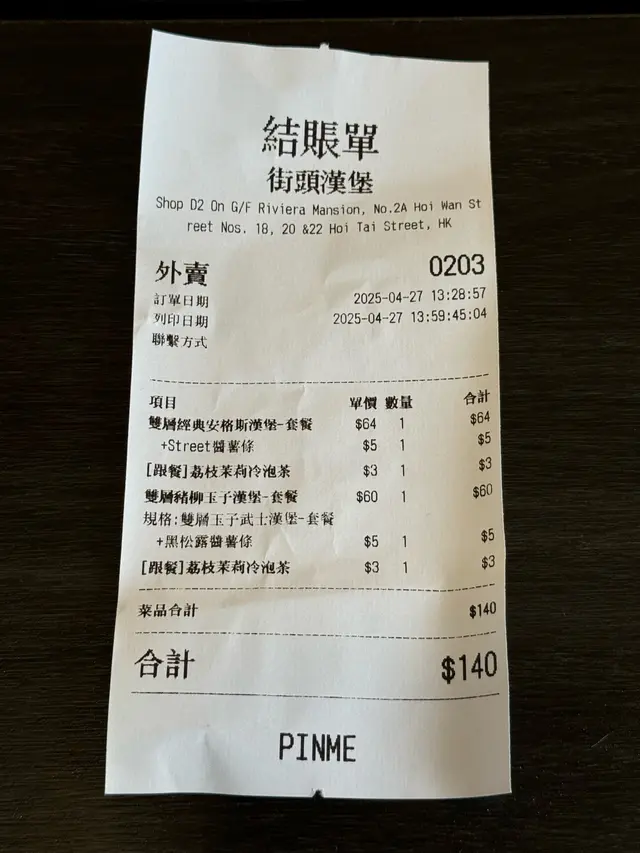 結賬單
街頭漢堡
Shop D2 On G/F Riviera Mansion, No.2A Hoi Wan St
reet Nos. 18, 20 &22 Hoi Tai Street, HK
外賣 0203
訂單日期 2025-04-27 13:28:57
列印日期 2025-04-27 13:59:45:04
聯繫方式
項目 單價 數量 合計
雙層經典安格斯漢堡-套餐 $64 1 $64
+Street醬薯條 $5 1 $5
[跟餐]荔枝茉莉冷泡茶 $3 1 $3
雙層豬柳玉子漢堡-套餐 $60 1 $60
規格:雙層玉子武士漢堡-套餐
+黑松露醬薯條 $5 1 $5
[跟餐]荔枝茉莉冷泡茶 $3 1 $3
菜品合計 $140
合計 $140
PINME